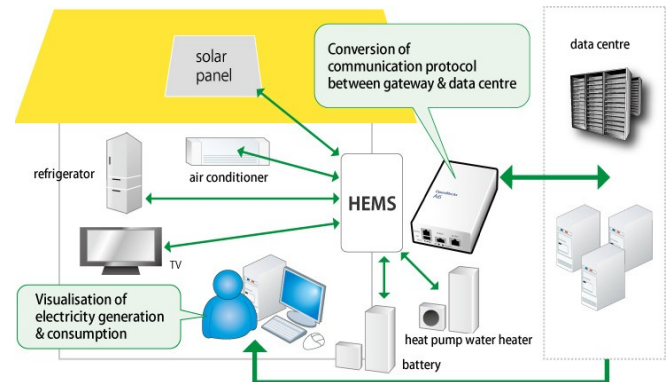 solar
panel
Conversion of
communication protocol
between gateway & data centre
data centre
refrigerator
air conditioner
HEMS
TV
Visualisation of
electricity generation
& consumption
heat pump water heater
battery